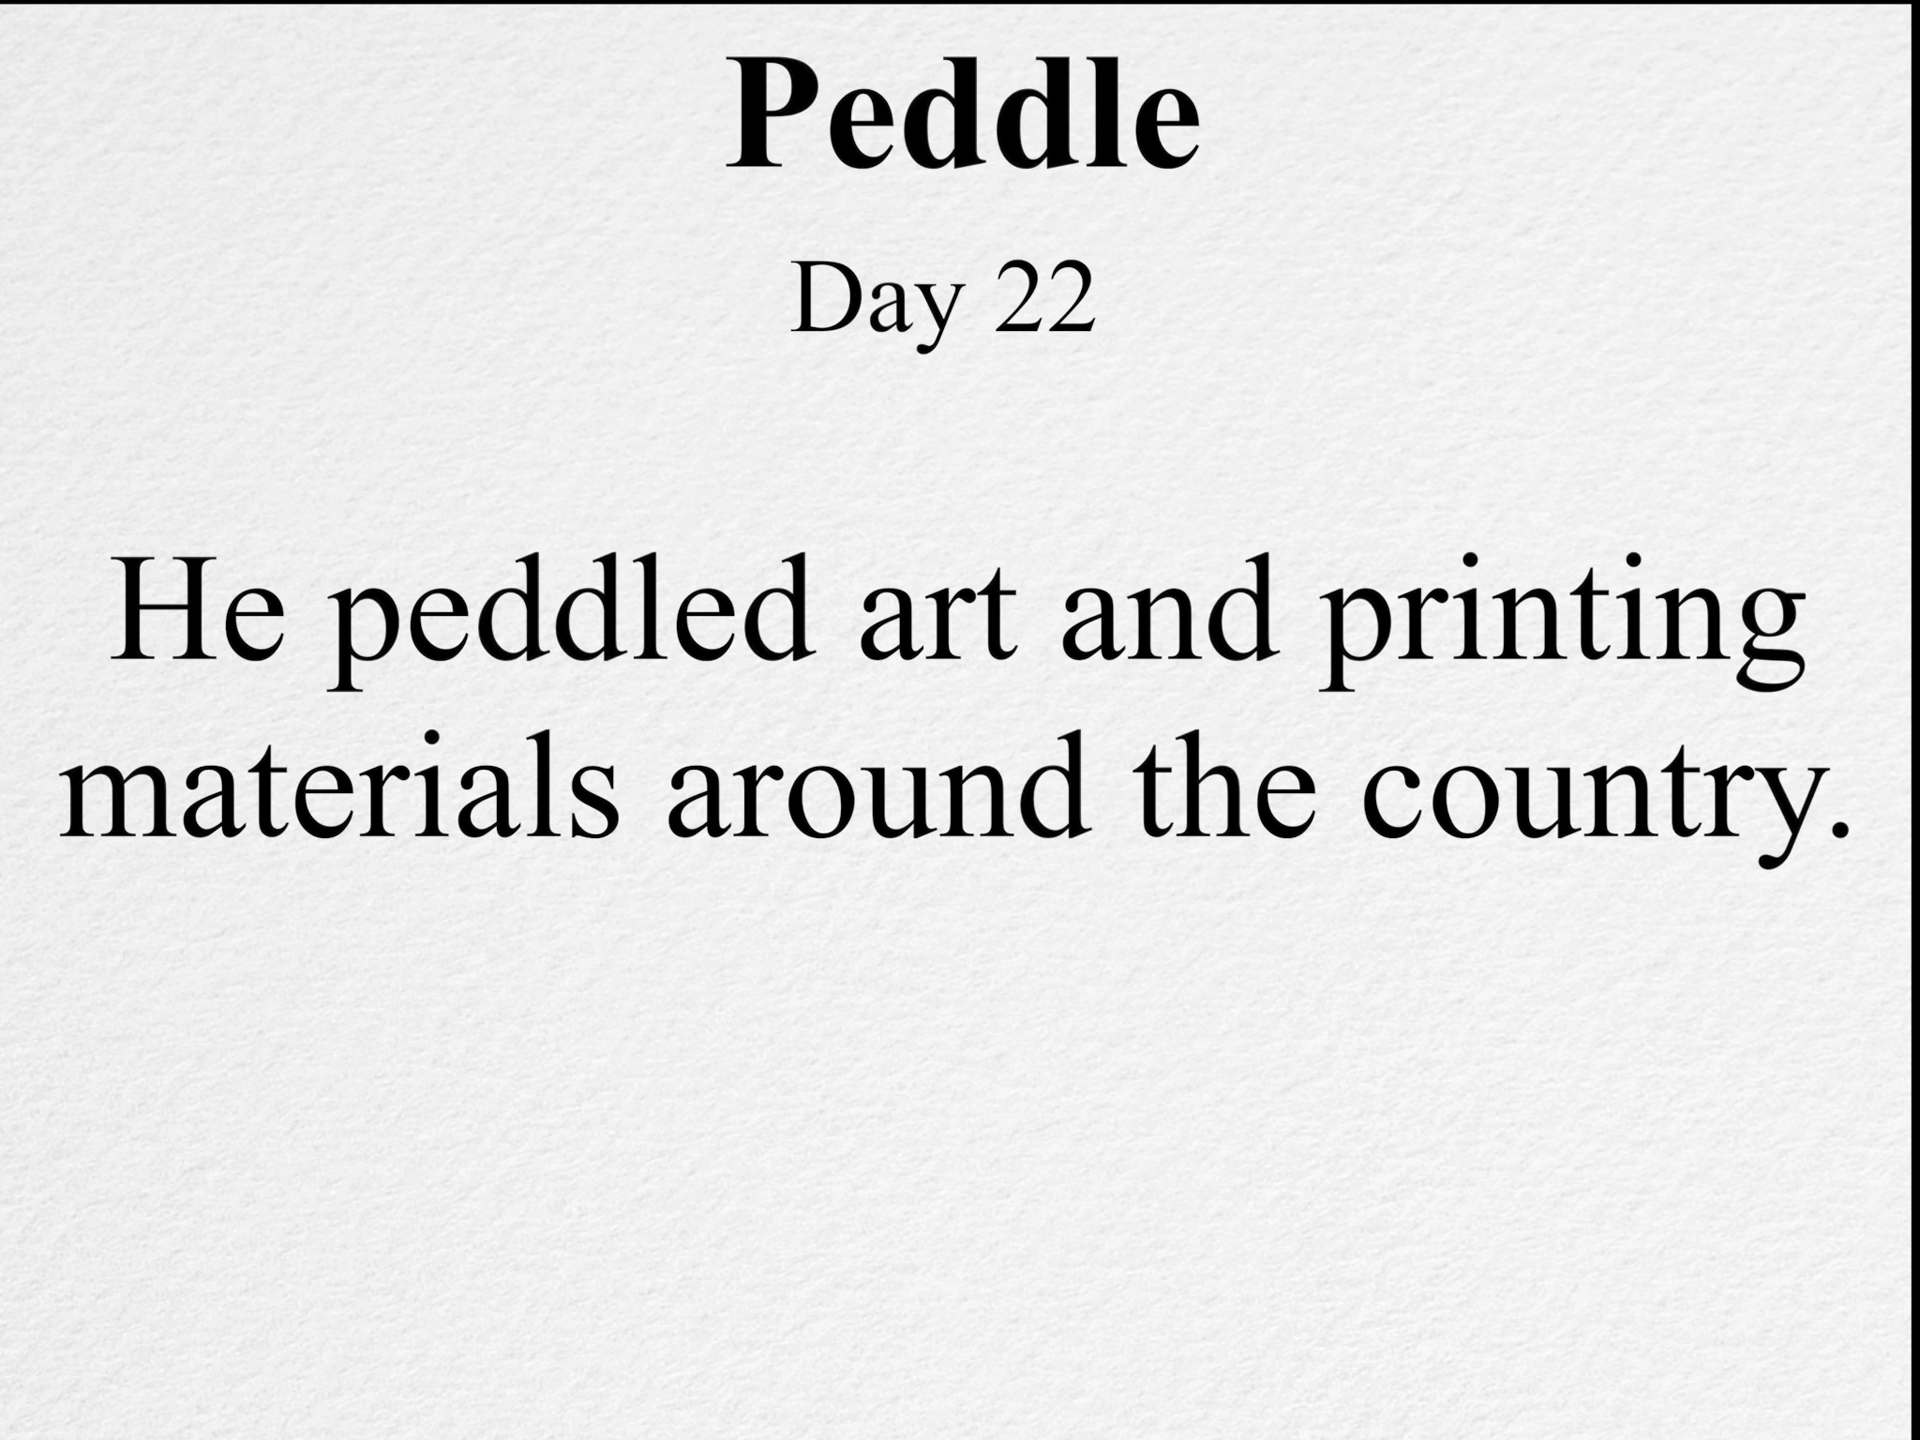 Peddle
Day 22
He peddled art and printing
materials around the country.